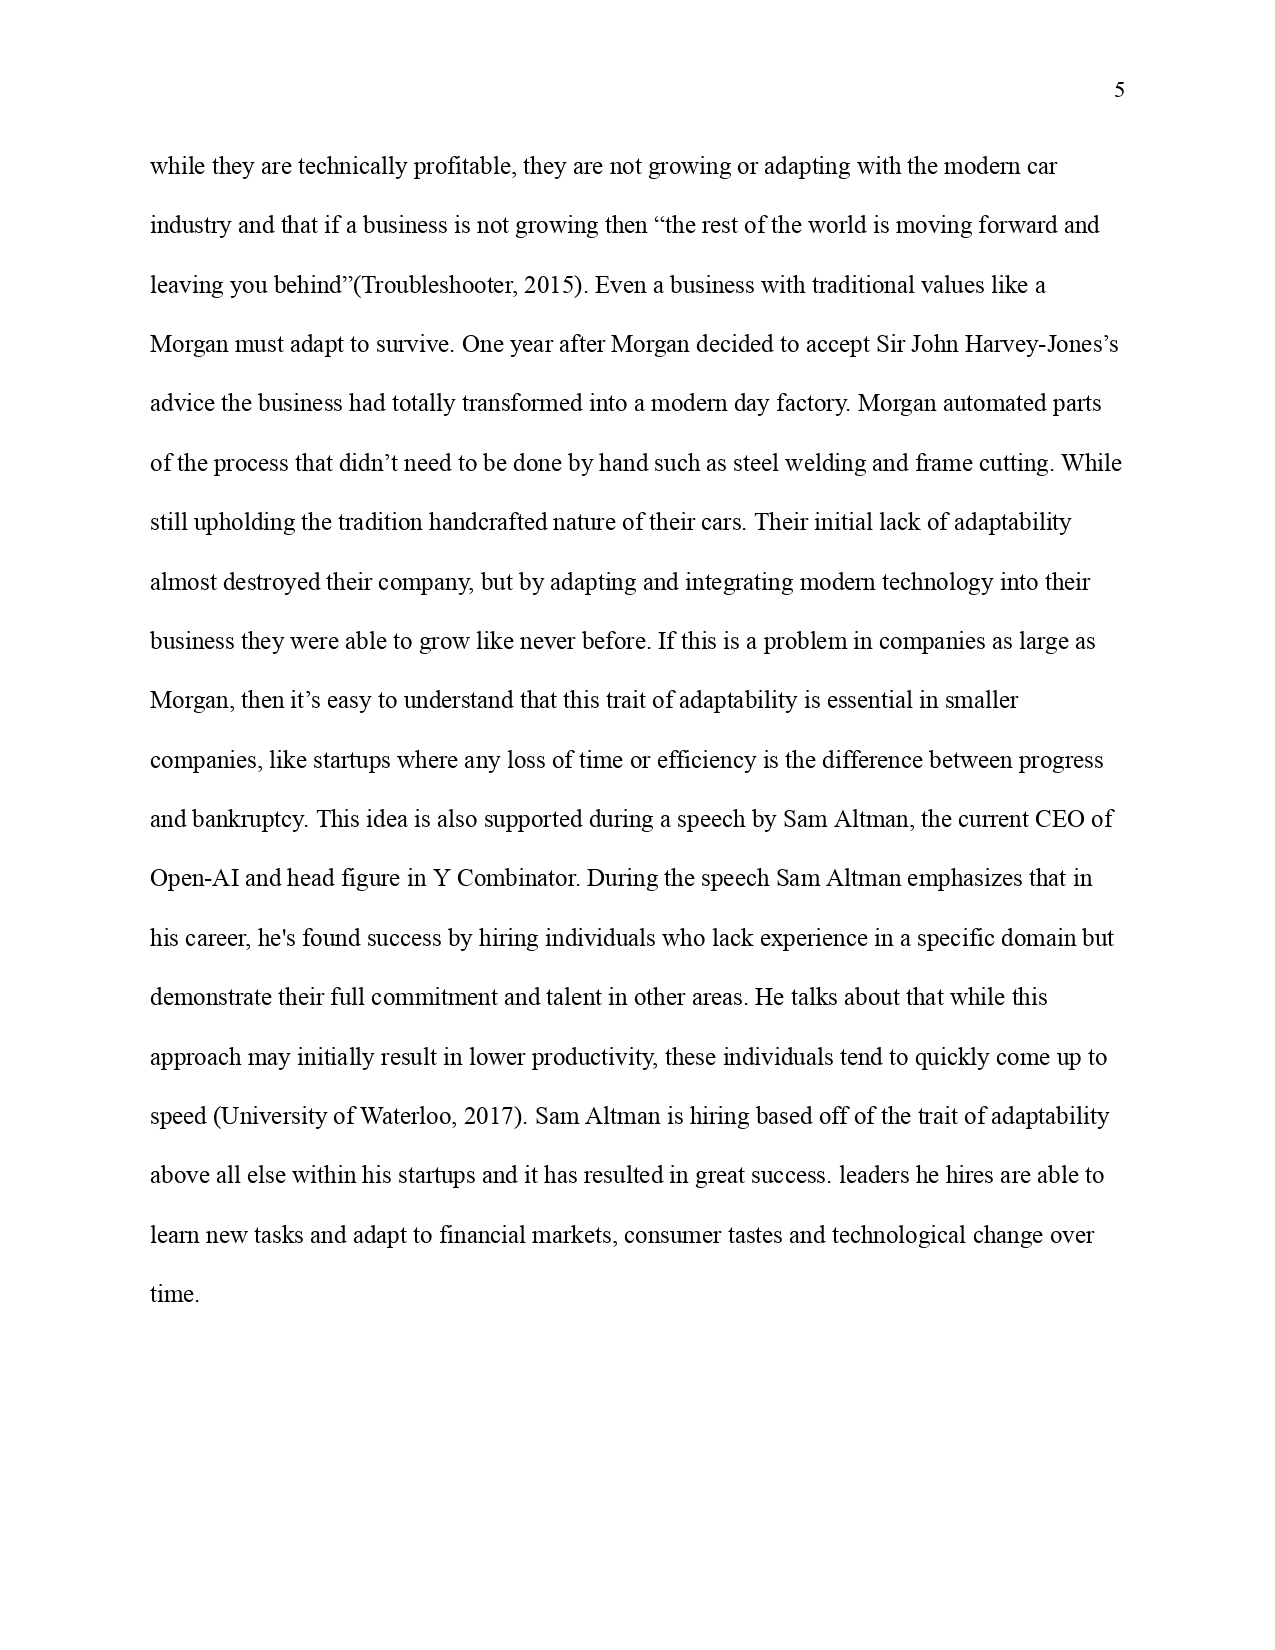 5
while they are technically profitable, they are not growing or adapting with the modern car
industry and that if a business is not growing then “the rest of the world is moving forward and
leaving you behind”(Troubleshooter, 2015). Even a business with traditional values like a
Morgan must adapt to survive. One year after Morgan decided to accept Sir John Harvey-Jones’s
advice the business had totally transformed into a modern day factory. Morgan automated parts
of the process that didn’t need to be done by hand such as steel welding and frame cutting. While
still upholding the tradition handcrafted nature of their cars. Their initial lack of adaptability
almost destroyed their company, but by adapting and integrating modern technology into their
business they were able to grow like never before. If this is a problem in companies as large as
Morgan, then it’s easy to understand that this trait of adaptability is essential in smaller
companies, like startups where any loss of time or efficiency is the difference between progress
and bankruptcy. This idea is also supported during a speech by Sam Altman, the current CEO of
Open-AI and head figure in Y Combinator. During the speech Sam Altman emphasizes that in
his career, he's found success by hiring individuals who lack experience in a specific domain but
demonstrate their full commitment and talent in other areas. He talks about that while this
approach may initially result in lower productivity, these individuals tend to quickly come up to
speed (University of Waterloo, 2017). Sam Altman is hiring based off of the trait of adaptability
above all else within his startups and it has resulted in great success. leaders he hires are able to
learn new tasks and adapt to financial markets, consumer tastes and technological change over
time.